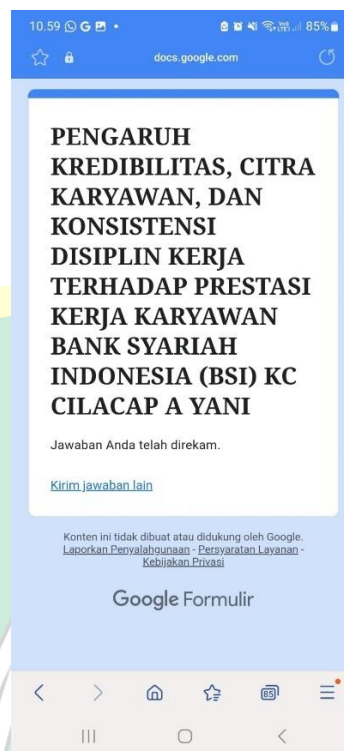 10.59
85%
docs.google.com
PENGARUH
KREDIBILITAS, CITRA
KARYAWAN, DAN
KONSISTENSI
DISIPLIN KERJA
TERHADAP PRESTASI
KERJA KARYAWAN
BANK SYARIAH
INDONESIA (BSI) KC
CILACAP A YANI
Jawaban Anda telah direkam.
Kirim jawaban lain
Konten ini tidak dibuat atau didukung oleh Google.
Laporkan Penyalahgunaan - Persyaratan Layanan -
Kebijakan Privasi
Google Formulir
85